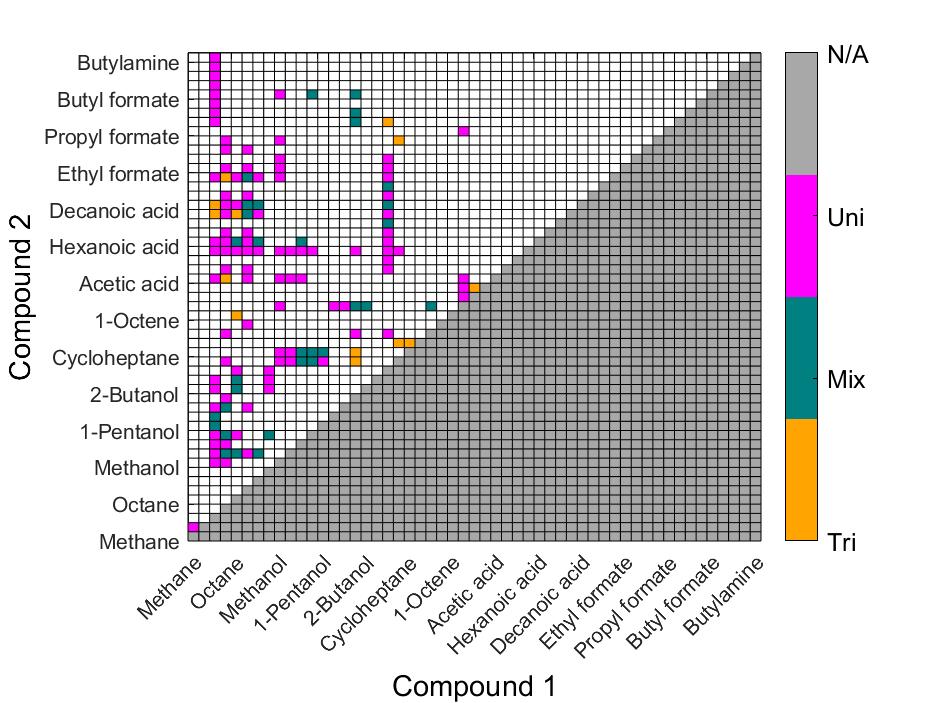 Butylamine
Butyl formate
Propyl formate
Ethyl formate
Decanoic acid
Hexanoic acid
Acetic acid
1-Octene
Cycloheptane
2-Butanol
1-Pentanol
Methanol
Octane
Methane
Compound 2
Methane
Octane
Methanol
1-Pentanol
2-Butanol
Cycloheptane
1-Octene
Acetic acid
Hexanoic acid
Decanoic acid
Ethyl formate
Propyl formate
Butyl formate
Butylamine
Compound 1
N/A
Uni
Mix
Tri